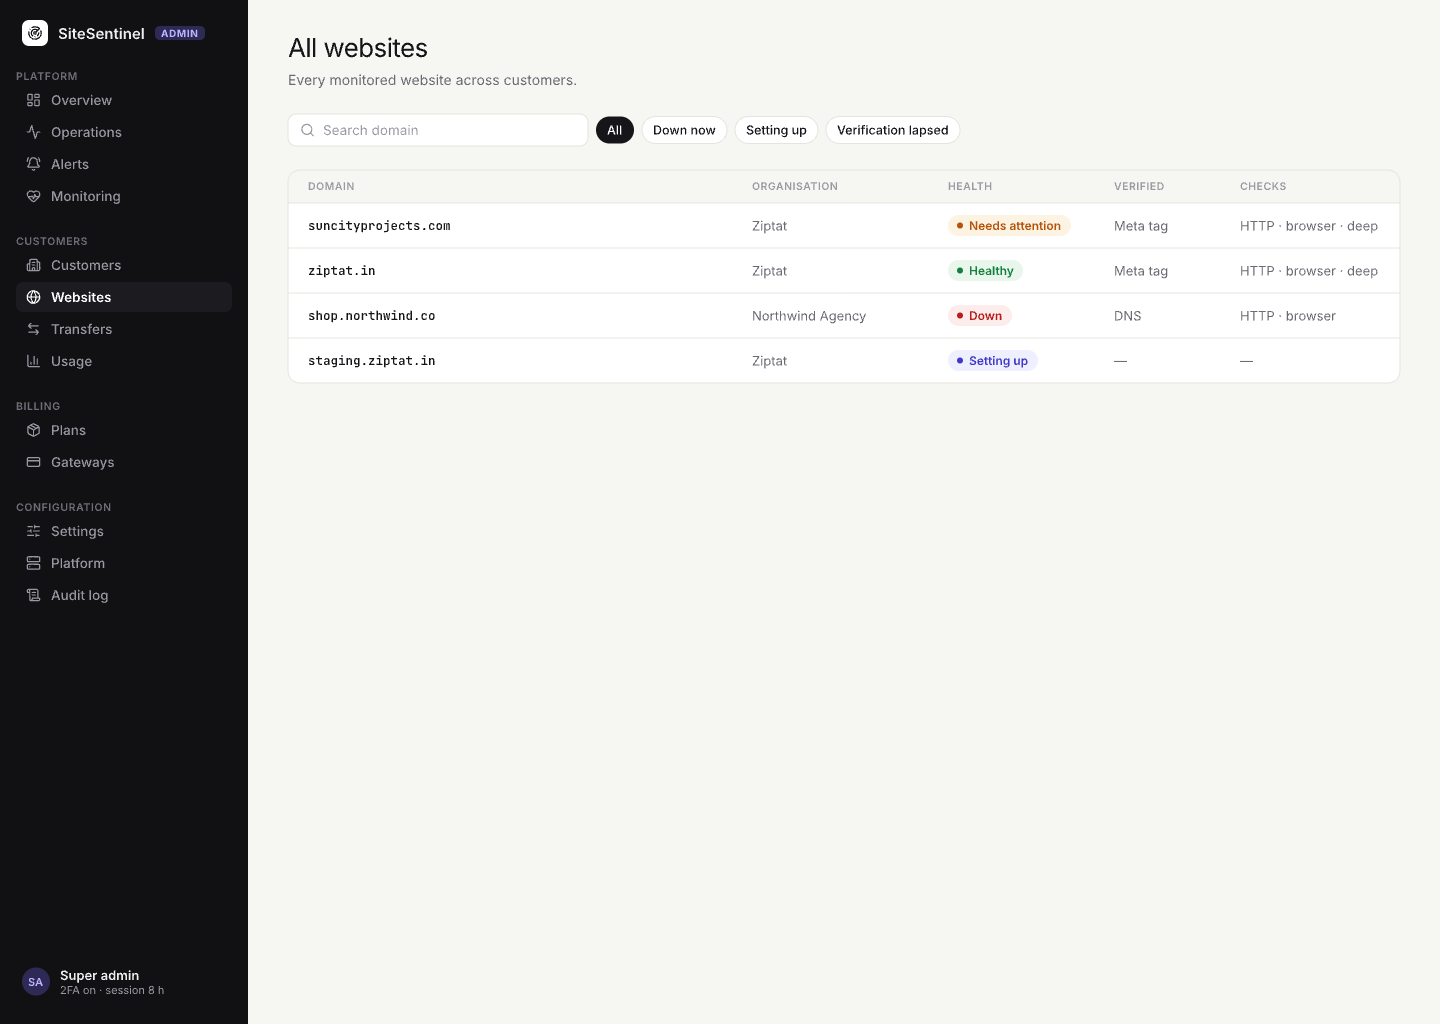 SiteSentinel ADMIN
PLATFORM
Overview
Operations
Alerts
Monitoring
CUSTOMERS
Customers
Websites
Transfers
Usage
BILLING
Plans
Gateways
CONFIGURATION
Settings
Platform
Audit log
SA
Super admin
2FA on · session 8 h
All websites
Every monitored website across customers.
Search domain All Down now Setting up Verification lapsed
DOMAIN ORGANISATION HEALTH VERIFIED CHECKS
suncityprojects.com Ziptat Needs attention Meta tag HTTP · browser · deep
ziptat.in Ziptat Healthy Meta tag HTTP · browser · deep
shop.northwind.co Northwind Agency Down DNS HTTP · browser
staging.ziptat.in Ziptat Setting up — —